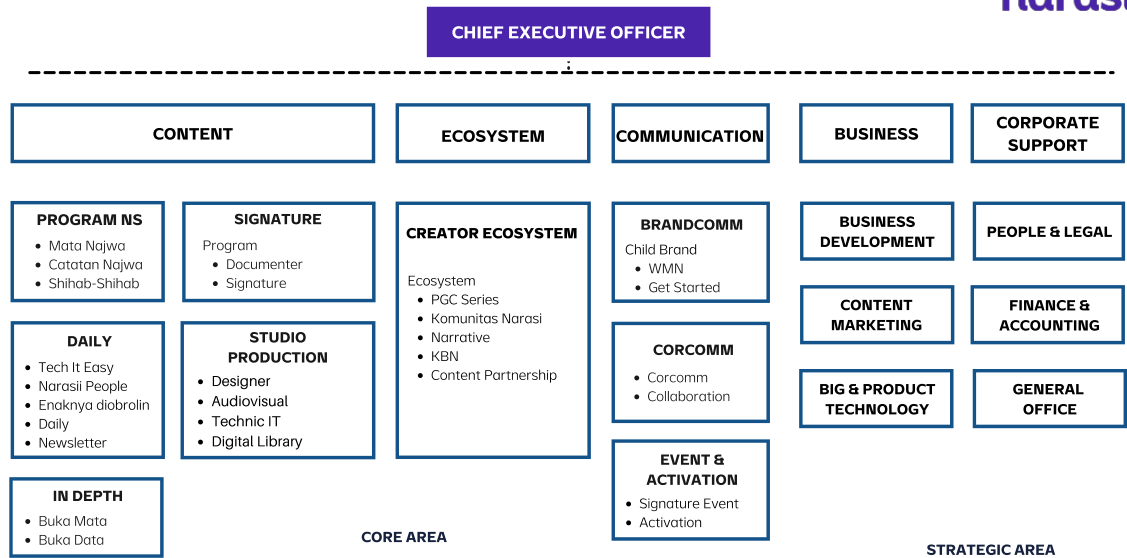 CHIEF EXECUTIVE OFFICER
CONTENT
ECOSYSTEM
COMMUNICATION
BUSINESS
CORPORATE
SUPPORT
PROGRAM NS
• Mata Najwa
• Catatan Najwa
• Shihab-Shihab
SIGNATURE
Program
• Documenter
• Signature
DAILY
• Tech It Easy
• Narasii People
• Enaknya diobrolin
• Daily
• Newsletter
STUDIO
PRODUCTION
• Designer
• Audiovisual
• Technic IT
• Digital Library
IN DEPTH
• Buka Mata
• Buka Data
CREATOR ECOSYSTEM
Ecosystem
• PGC Series
• Komunitas Narasi
• Narrative
• KBN
• Content Partnership
BRANDCOMM
Child Brand
• WMN
• Get Started
CORCOMM
• Corcomm
• Collaboration
EVENT &
ACTIVATION
• Signature Event
• Activation
BUSINESS
DEVELOPMENT
CONTENT
MARKETING
BIG & PRODUCT
TECHNOLOGY
PEOPLE & LEGAL
FINANCE &
ACCOUNTING
GENERAL
OFFICE
CORE AREA
STRATEGIC AREA